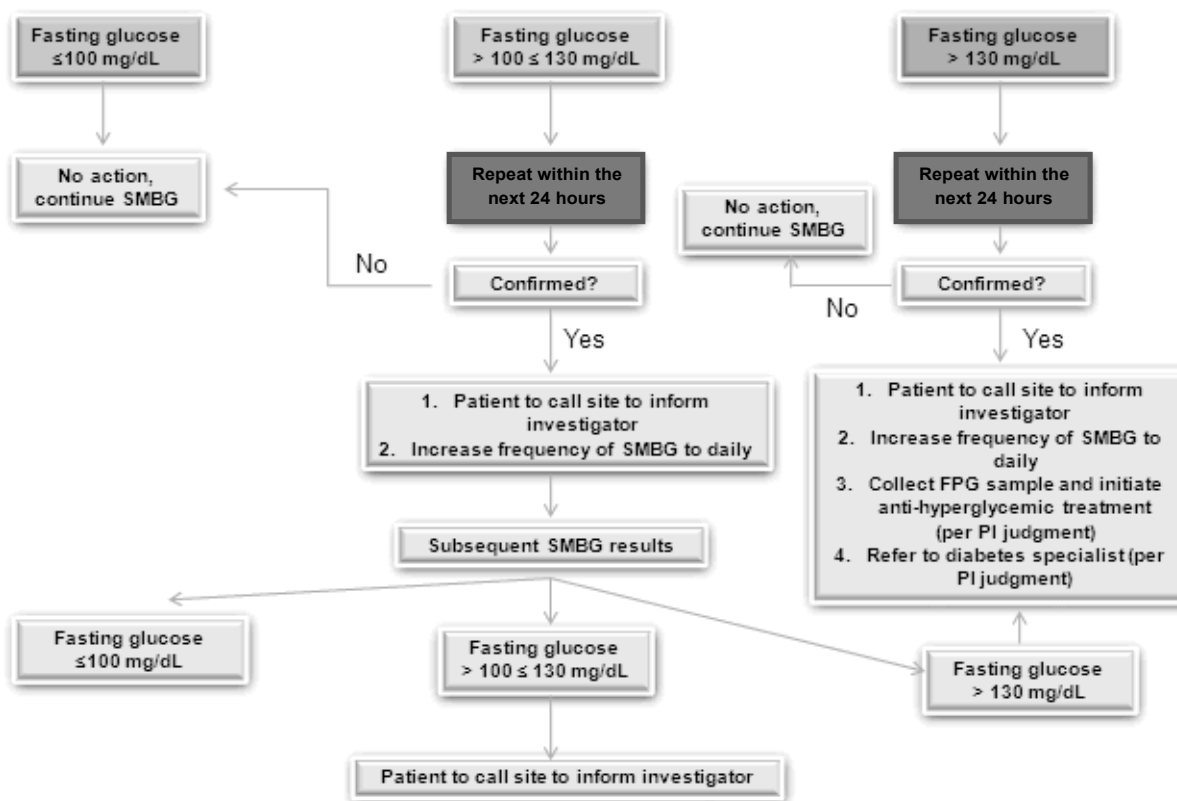 Fasting glucose
≤100 mg/dL
Fasting glucose
> 100 ≤ 130 mg/dL
Fasting glucose
> 130 mg/dL
No action,
continue SMBG
Repeat within the
next 24 hours
No action,
continue SMBG
Repeat within the
next 24 hours
No
Confirmed?
No
Confirmed?
Yes
Yes
1. Patient to call site to inform
investigator
2. Increase frequency of SMBG to daily
1. Patient to call site to inform
investigator
2. Increase frequency of SMBG to
daily
3. Collect FPG sample and initiate
anti-hyperglycemic treatment
(per PI judgment)
4. Refer to diabetes specialist (per
PI judgment)
Subsequent SMBG results
Fasting glucose
≤100 mg/dL
Fasting glucose
> 100 ≤ 130 mg/dL
Fasting glucose
> 130 mg/dL
Patient to call site to inform investigator